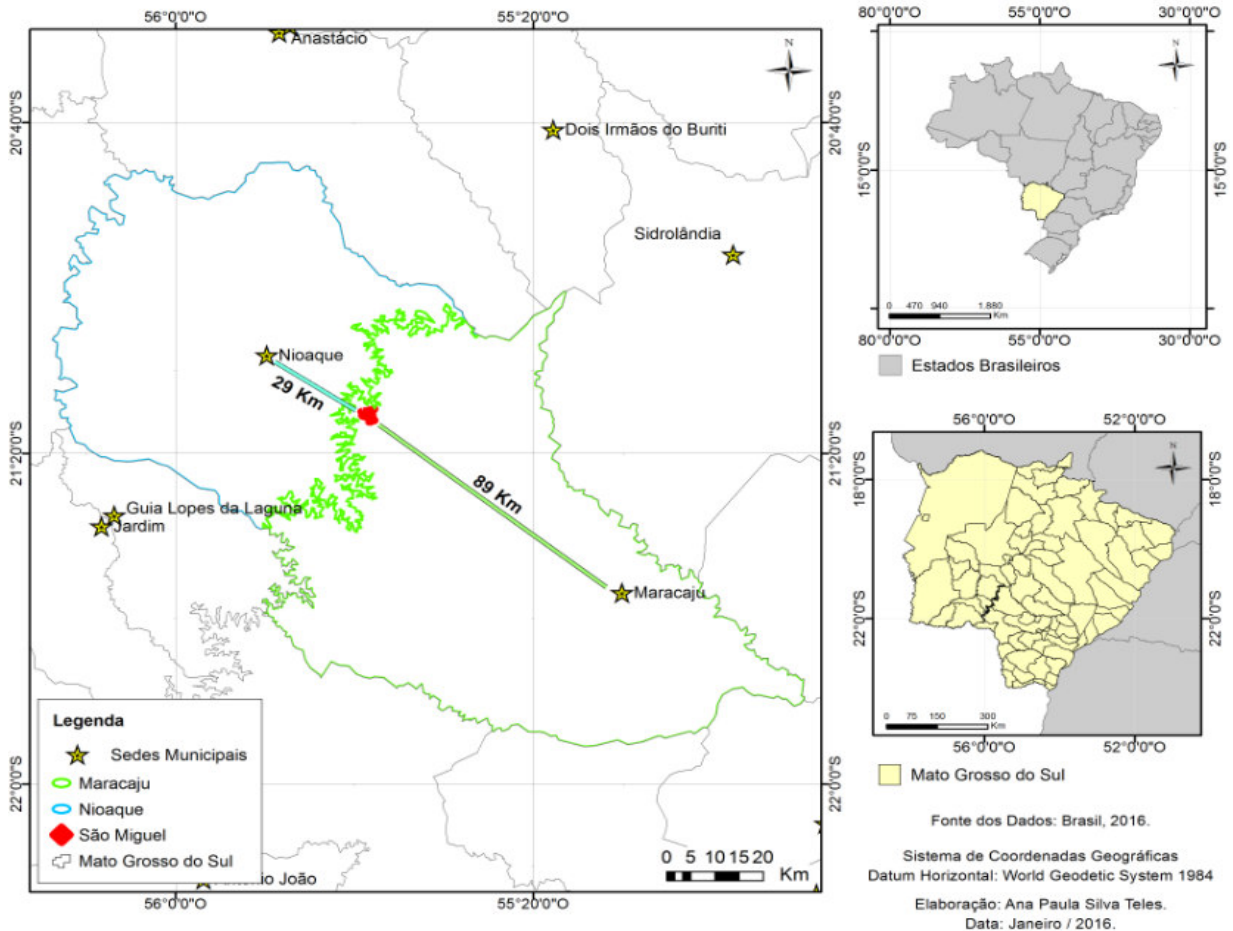 56°0'0"O
55°20'0"O
Anastácio
N
20°40'0"S
20°40'0"S
Dois Irmãos do Buriti
Sidrolândia
Nioaque
29 Km
21°20'0"S
21°20'0"S
89 Km
Guia Lopes da Laguna
Jardim
Maracaju
22°0'0"S
22°0'0"S
Legenda
Sedes Municipais
Maracaju
Nioaque
São Miguel
Mato Grosso do Sul
0 5 10 15 20
Km
João
56°0'0"O
55°20'0"O
80°0'0"O
55°0'0"O
30°0'0"O
N
15°0'0"S
15°0'0"S
0 470 940 1.880
Km
80°0'0"O
55°0'0"O
30°0'0"O
Estados Brasileiros
56°0'0"O
52°0'0"O
N
18°0'0"S
18°0'0"S
22°0'0"S
22°0'0"S
0 75 150 300
Km
56°0'0"O
52°0'0"O
Mato Grosso do Sul
Fonte dos Dados: Brasil, 2016.
Sistema de Coordenadas Geográficas
Datum Horizontal: World Geodetic System 1984
Elaboração: Ana Paula Silva Teles.
Data: Janeiro / 2016.